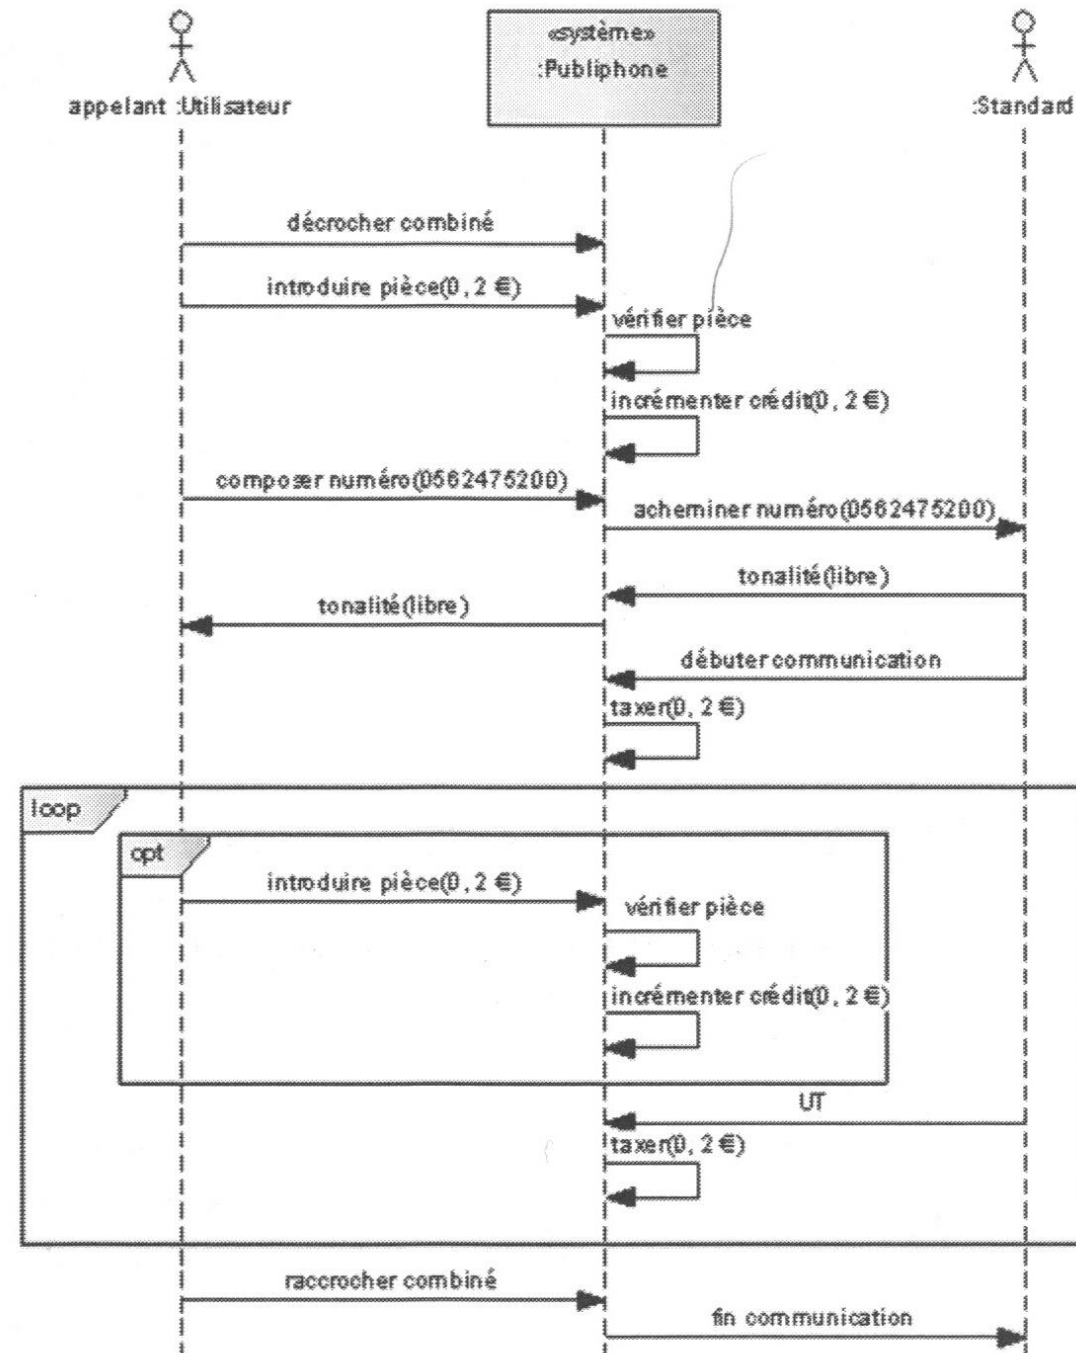 «système»
:Publiphone
appelant :Utilisateur
:Standard
décrocher combiné
introduire pièce(0, 2 €)
vérifier pièce
incrémenter crédit(0, 2 €)
composer numéro(0562475200)
acheminer numéro(0562475200)
tonalité(libre)
tonalité(libre)
débuter communication
taxer(0, 2 €)
loop
opt
introduire pièce(0, 2 €)
vérifier pièce
incrémenter crédit(0, 2 €)
UT
taxer(0, 2 €)
raccrocher combiné
fin communication